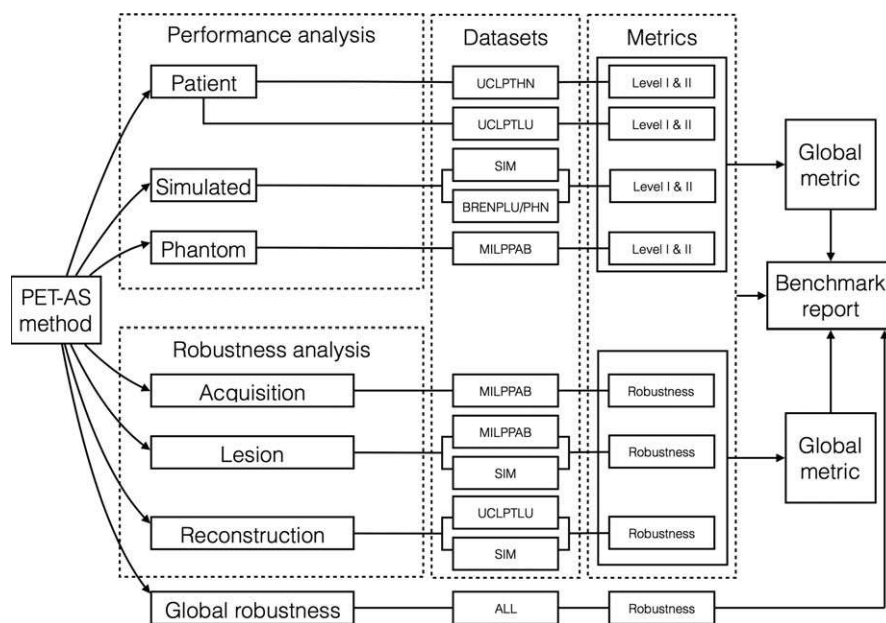 Performance analysis
Datasets
Metrics
Patient
UCLPTHN
Level I & II
UCLPTLU
Level I & II
Simulated
SIM
BRENPLU/PHN
Level I & II
Phantom
MILPPAB
Level I & II
Global
metric
PET-AS
method
Benchmark
report
Robustness analysis
Acquisition
MILPPAB
Robustness
Lesion
MILPPAB
SIM
Robustness
Reconstruction
UCLPTLU
SIM
Robustness
Global
metric
Global robustness
ALL
Robustness